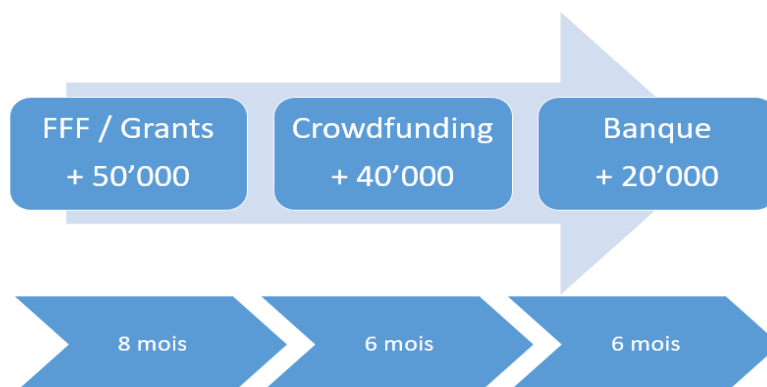 FFF / Grants
+ 50’000
Crowdfunding
+ 40’000
Banque
+ 20’000
8 mois
6 mois
6 mois